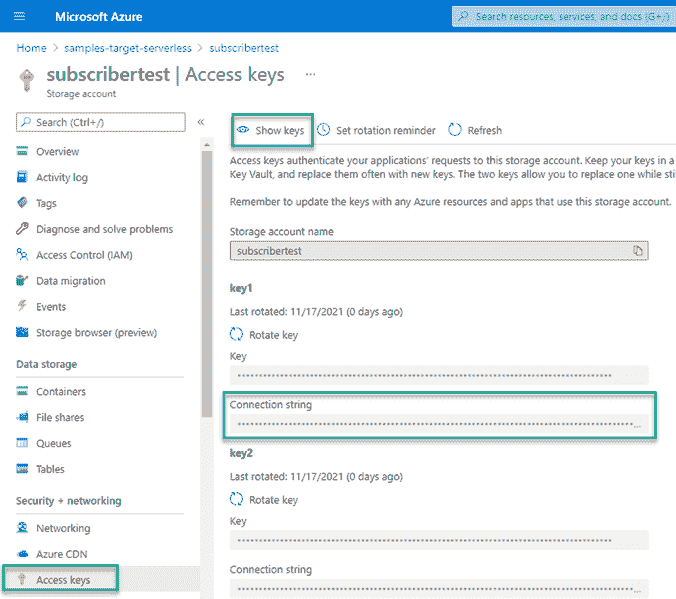 Microsoft Azure
Search resources, services, and docs (G+/)
Home > samples-target-serverless > subscribertest
subscribertest | Access keys ...
Storage account
Search (Ctrl+/)
«
Overview
Activity log
Tags
Diagnose and solve problems
Access Control (IAM)
Data migration
Events
Storage browser (preview)
Data storage
Containers
File shares
Queues
Tables
Security + networking
Networking
Azure CDN
Access keys
Show keys
Set rotation reminder
Refresh
Access keys authenticate your applications' requests to this storage account. Keep your keys in a
Key Vault, and replace them often with new keys. The two keys allow you to replace one while stil
Remember to update the keys with any Azure resources and apps that use this storage account.
Storage account name
subscribertest
key1
Last rotated: 11/17/2021 (0 days ago)
Rotate key
Key
Connection string
key2
Last rotated: 11/17/2021 (0 days ago)
Rotate key
Key
Connection string